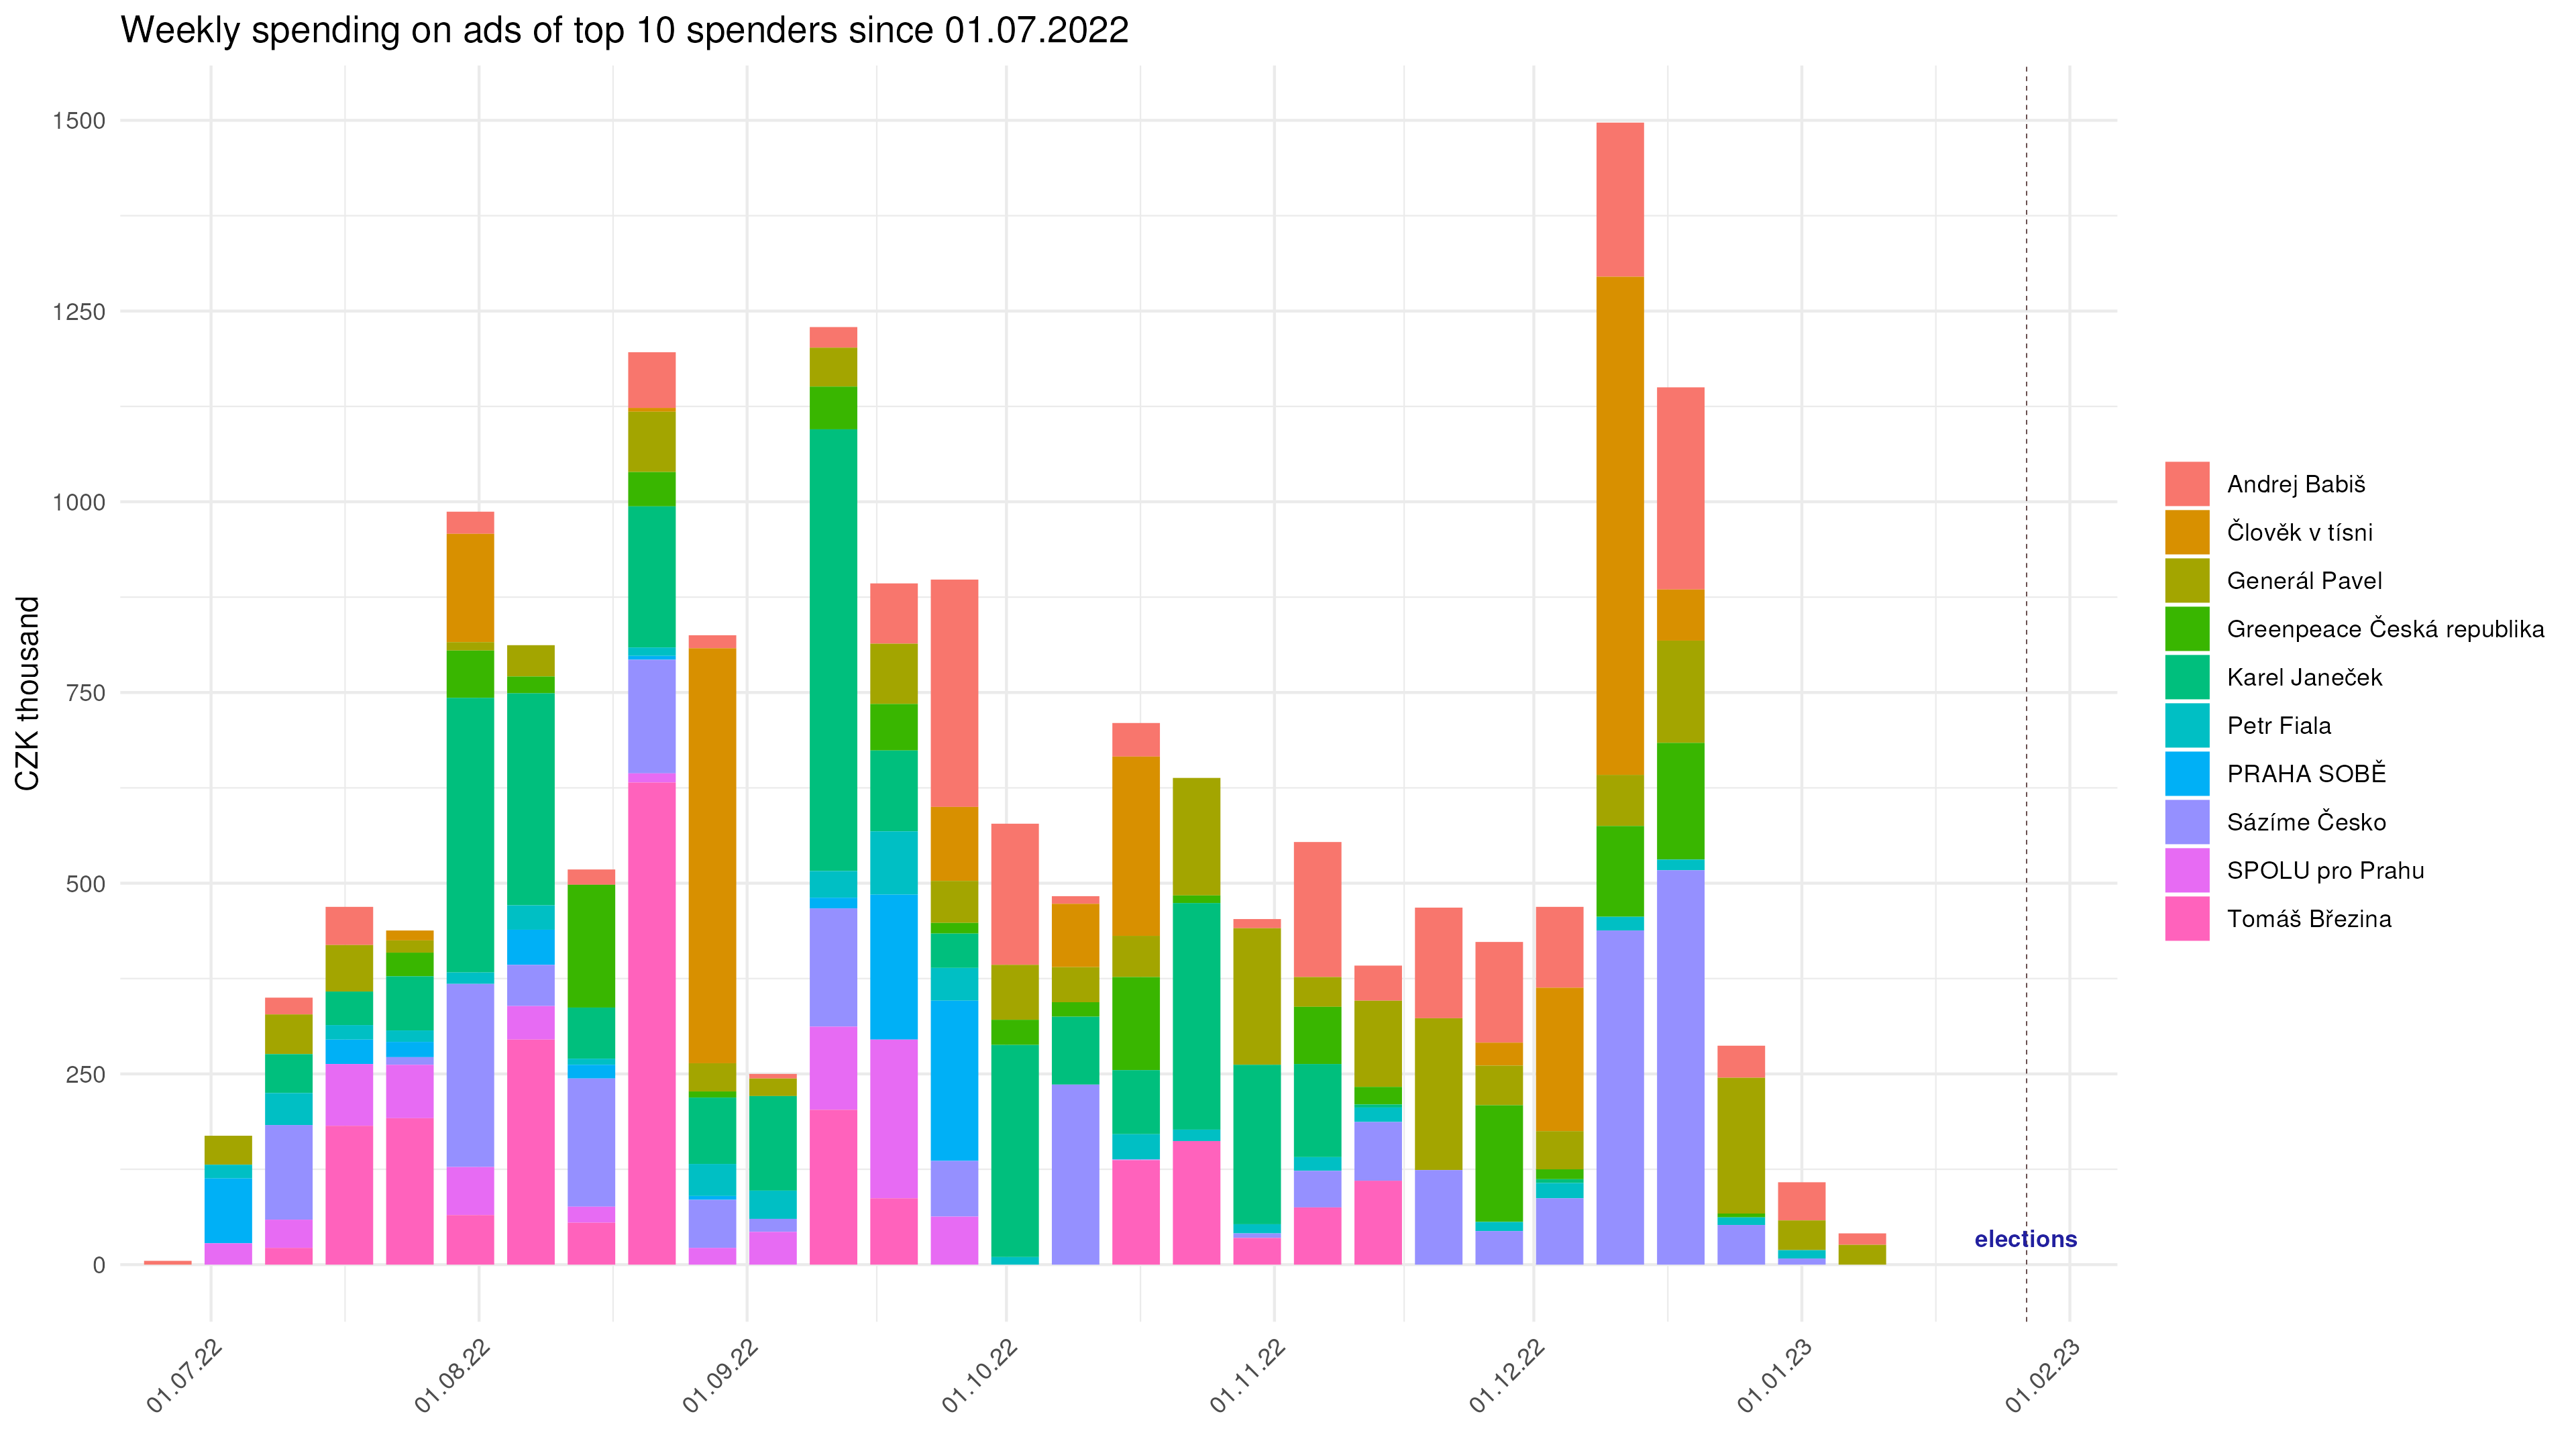 Weekly spending on ads of top 10 spenders since 01.07.2022
CZK thousand
1500
1250
1000
750
500
250
0
01.07.22
01.08.22
01.09.22
01.10.22
01.11.22
01.12.22
01.01.23
01.02.23
elections
Andrej Babiš
Člověk v tísni
Generál Pavel
Greenpeace Česká republika
Karel Janeček
Petr Fiala
PRAHA SOBĚ
Sázíme Česko
SPOLU pro Prahu
Tomáš Březina